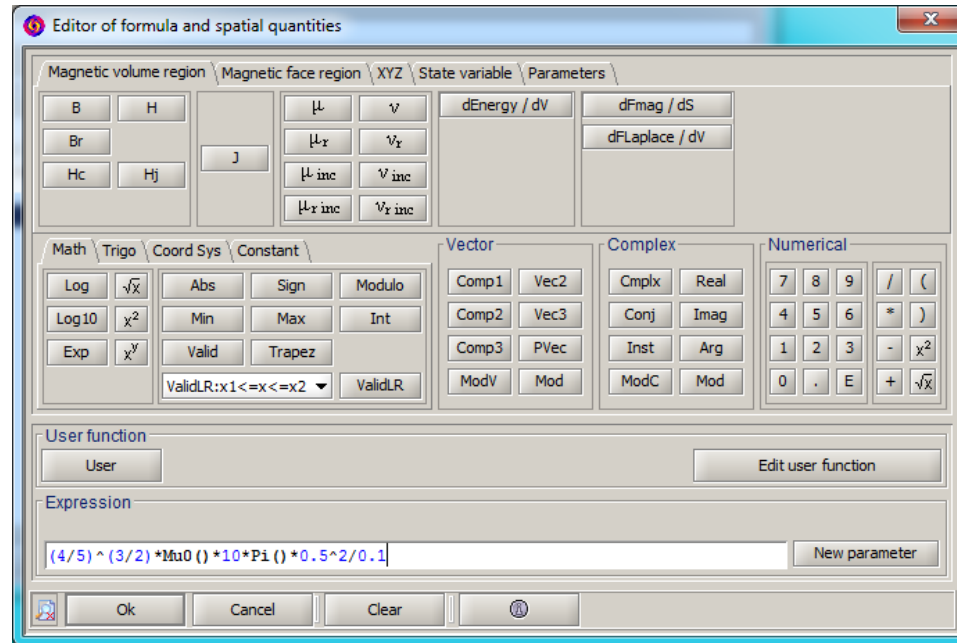 Editor of formula and spatial quantities
Magnetic volume region Magnetic face region XYZ State variable Parameters
B H μ ν dEnergy / dV dFmag / dS
Br J μr νr dFLaplace / dV
Hc Hj μ inc ν inc
μr inc νr inc
Math Trigo Coord Sys Constant Vector Complex Numerical
Log √x Abs Sign Modulo Comp1 Vec2 Cmplx Real 7 8 9 / (
Log10 x² Min Max Int Comp2 Vec3 Conj Imag 4 5 6 * )
Exp x^y Valid Trapez Comp3 PVec Inst Arg 1 2 3 - x²
ValidLR:x1<=x<=x2 ValidLR ModV Mod ModC Mod 0 . E + √x
User function
User Edit user function
Expression
(4/5)^(3/2)*Mu0()*10*Pi()*0.5^2/0.1 New parameter
Ok Cancel Clear